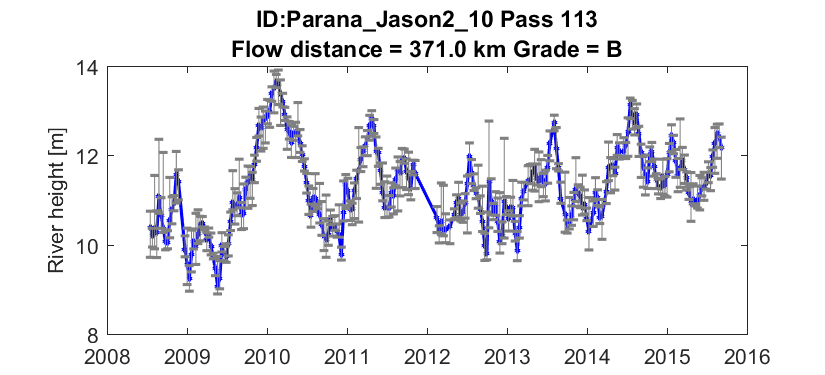 ID:Parana_Jason2_10 Pass 113
Flow distance = 371.0 km Grade = B
River height [m]
14
12
10
8
2008 2009 2010 2011 2012 2013 2014 2015 2016